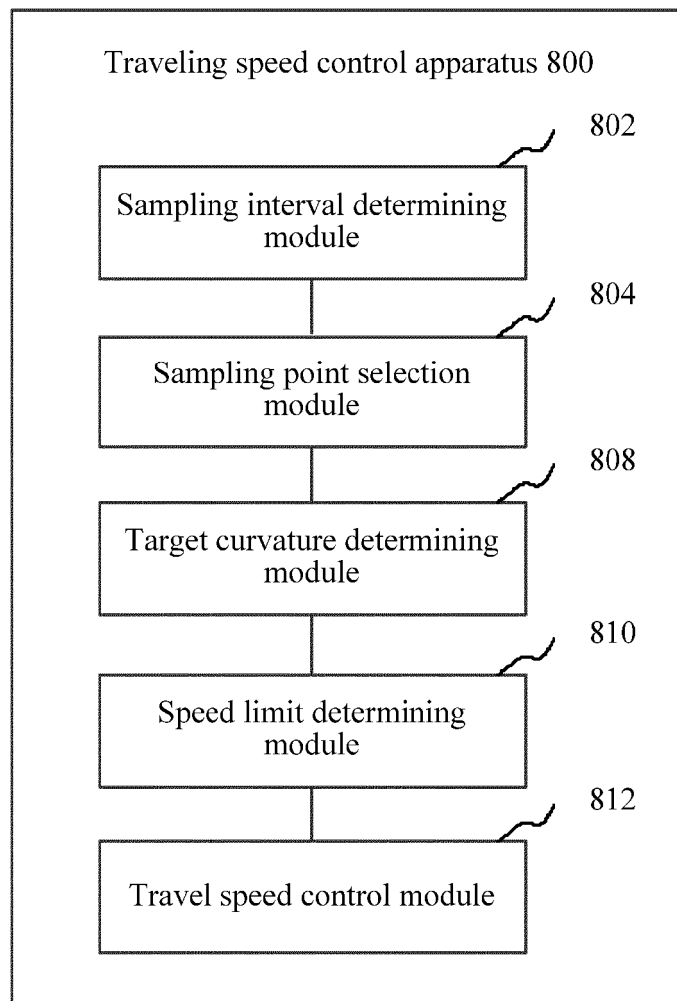 Traveling speed control apparatus 800
802
Sampling interval determining
module
804
Sampling point selection
module
808
Target curvature determining
module
810
Speed limit determining
module
812
Travel speed control module